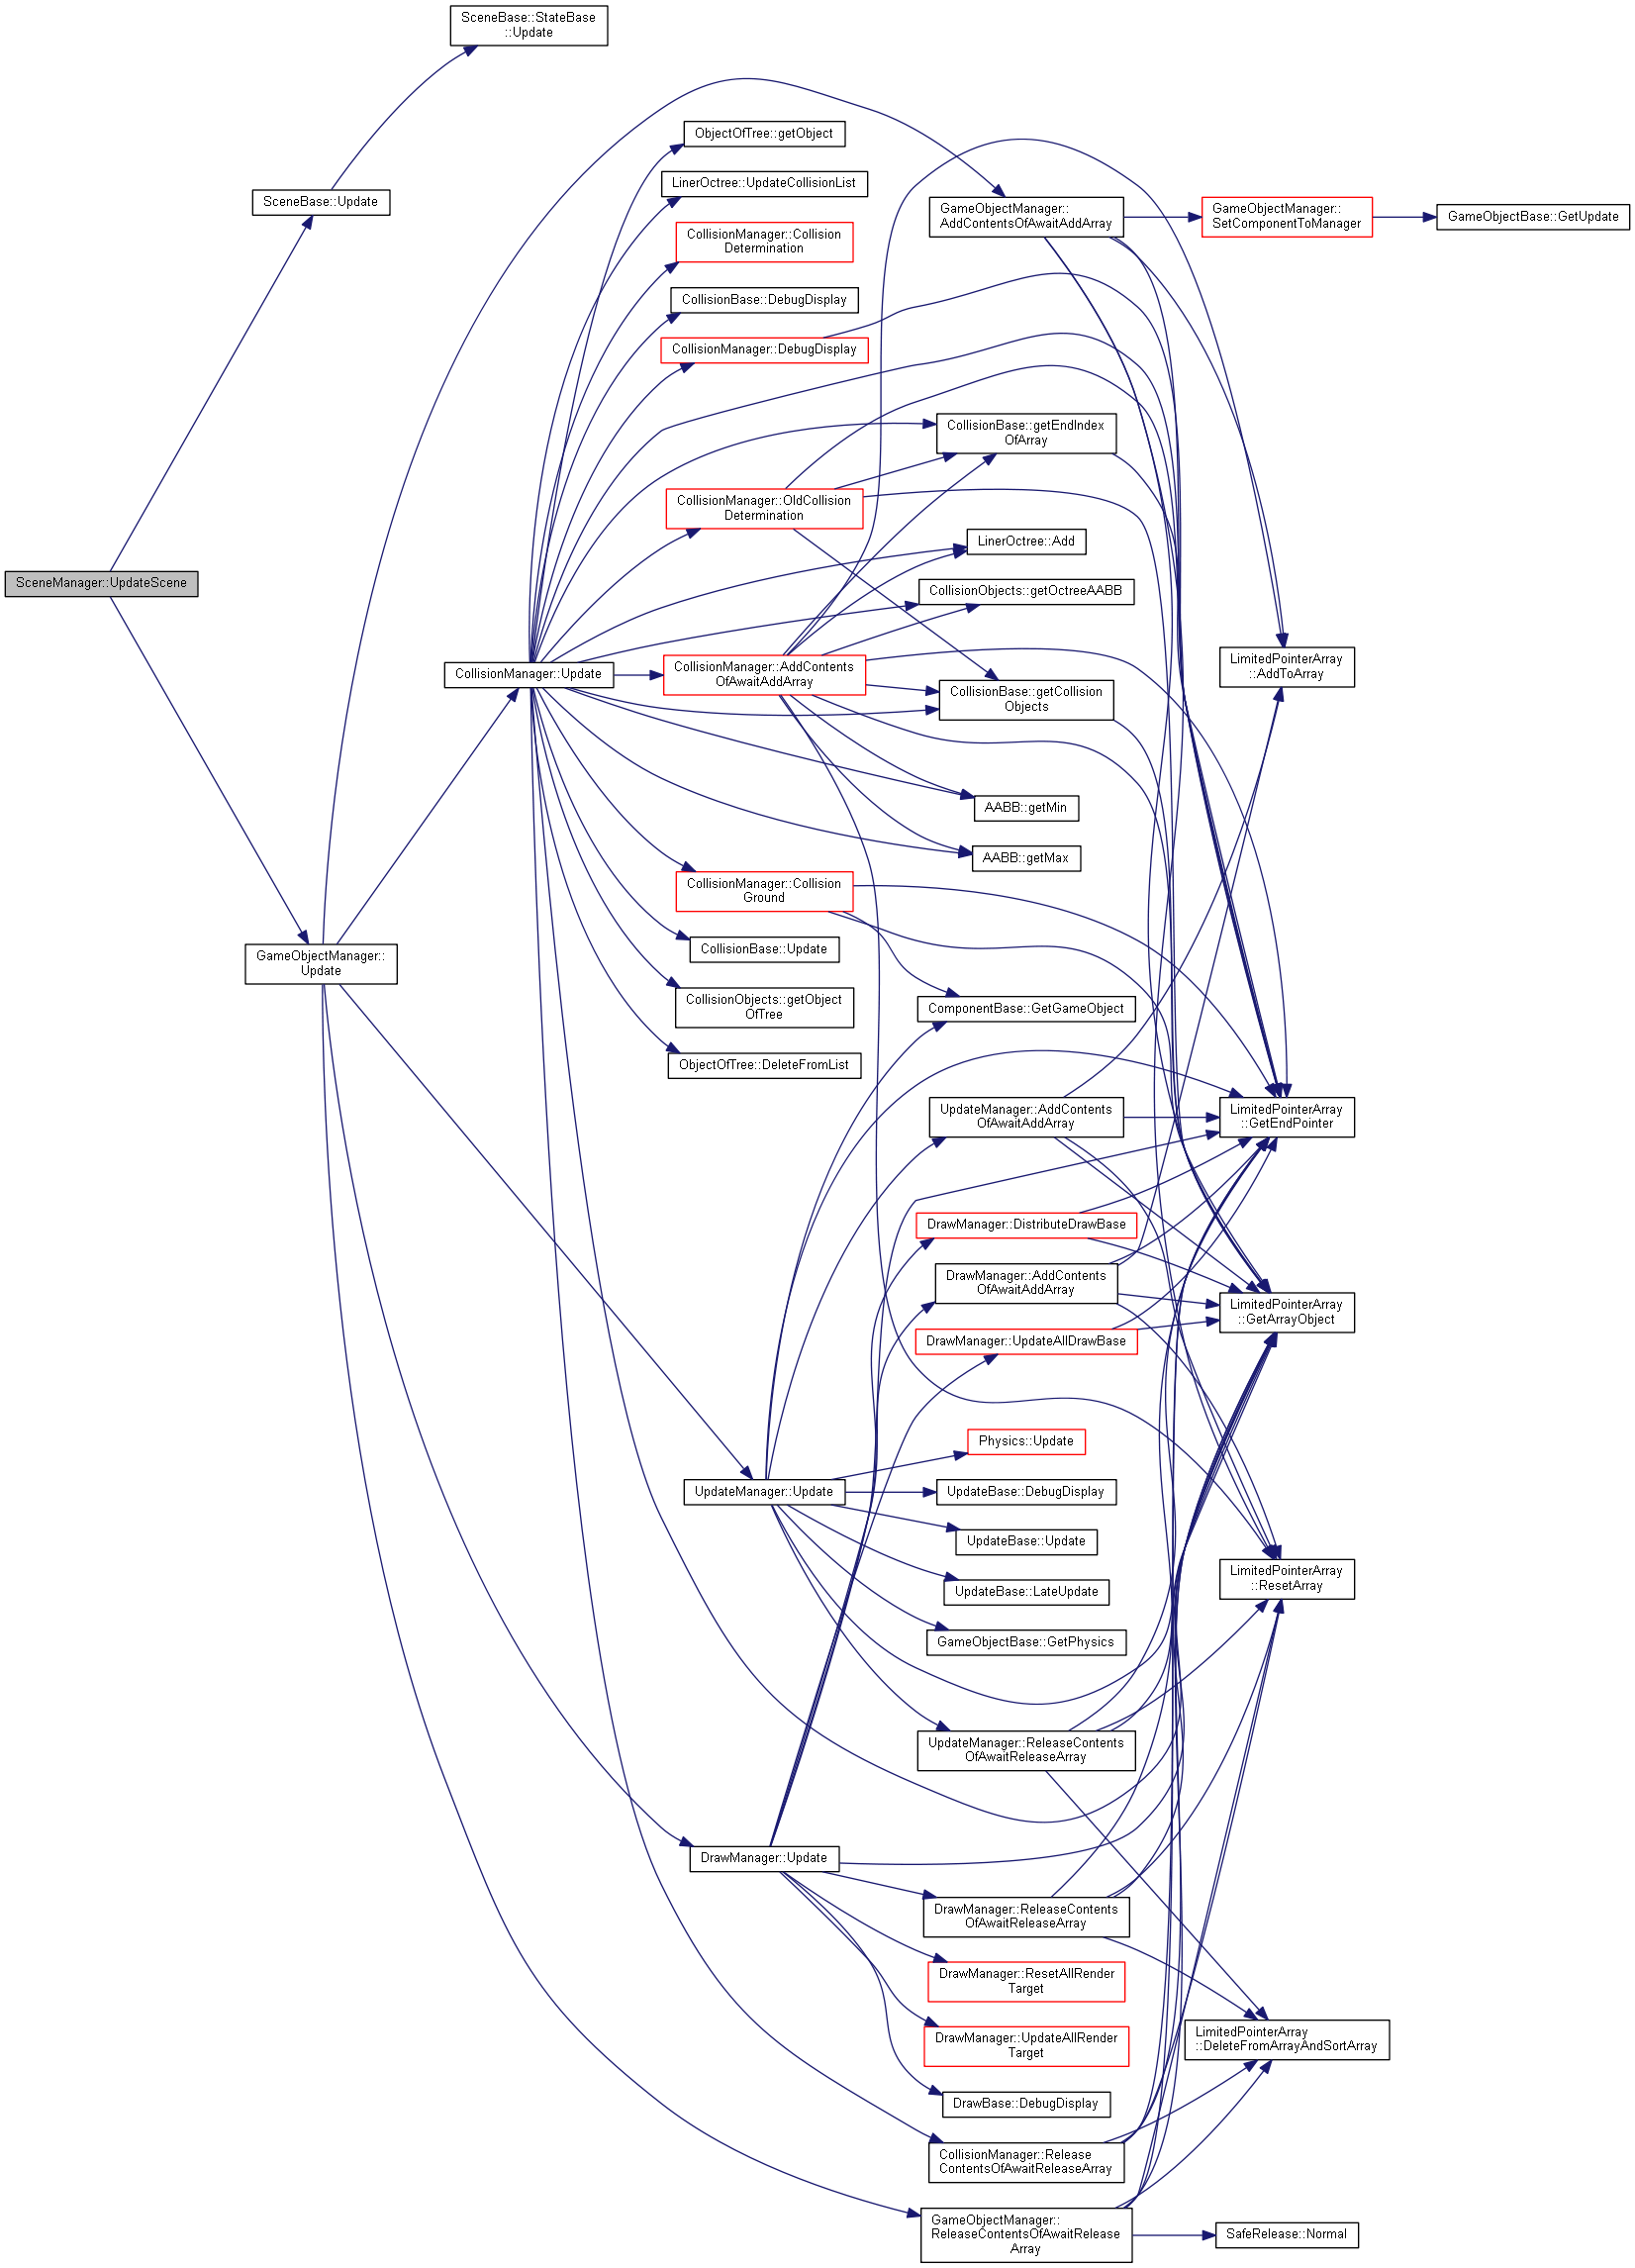 SceneBase::StateBase
::Update
ObjectOfTree::getObject
LinerOctree::UpdateCollisionList
SceneBase::Update
GameObjectManager::
AddContentsOfAwaitAddArray
GameObjectManager::
SetComponentToManager
GameObjectBase::GetUpdate
CollisionManager::Collision
Determination
CollisionBase::DebugDisplay
CollisionManager::DebugDisplay
CollisionBase::getEndIndex
OfArray
CollisionManager::OldCollision
Determination
LinerOctree::Add
SceneManager::UpdateScene
CollisionObjects::getOctreeAABB
CollisionManager::Update
CollisionManager::AddContents
OfAwaitAddArray
LimitedPointerArray
::AddToArray
CollisionBase::getCollision
Objects
AABB::getMin
AABB::getMax
CollisionManager::Collision
Ground
CollisionBase::Update
GameObjectManager::
Update
CollisionObjects::getObject
OfTree
ComponentBase::GetGameObject
ObjectOfTree::DeleteFromList
UpdateManager::AddContents
OfAwaitAddArray
LimitedPointerArray
::GetEndPointer
DrawManager::DistributeDrawBase
DrawManager::AddContents
OfAwaitAddArray
LimitedPointerArray
::GetArrayObject
DrawManager::UpdateAllDrawBase
Physics::Update
UpdateManager::Update
UpdateBase::DebugDisplay
UpdateBase::Update
UpdateBase::LateUpdate
LimitedPointerArray
::ResetArray
GameObjectBase::GetPhysics
UpdateManager::ReleaseContents
OfAwaitReleaseArray
DrawManager::Update
DrawManager::ReleaseContents
OfAwaitReleaseArray
DrawManager::ResetAllRender
Target
DrawManager::UpdateAllRender
Target
LimitedPointerArray
::DeleteFromArrayAndSortArray
DrawBase::DebugDisplay
CollisionManager::Release
ContentsOfAwaitReleaseArray
GameObjectManager::
ReleaseContentsOfAwaitRelease
Array
SafeRelease::Normal